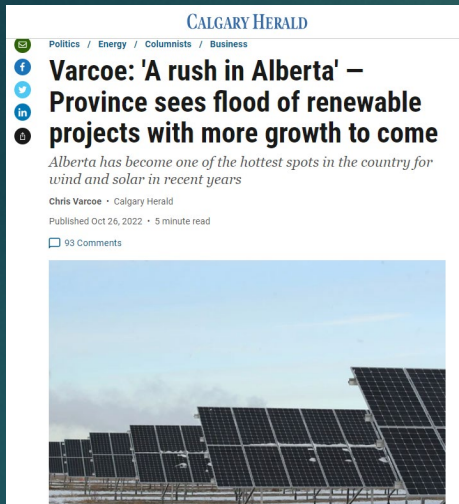 CALGARY HERALD
Politics / Energy / Columnists / Business
Varcoe: 'A rush in Alberta' —
Province sees flood of renewable
projects with more growth to come
Alberta has become one of the hottest spots in the country for
wind and solar in recent years
Chris Varcoe • Calgary Herald
Published Oct 26, 2022 • 5 minute read
93 Comments